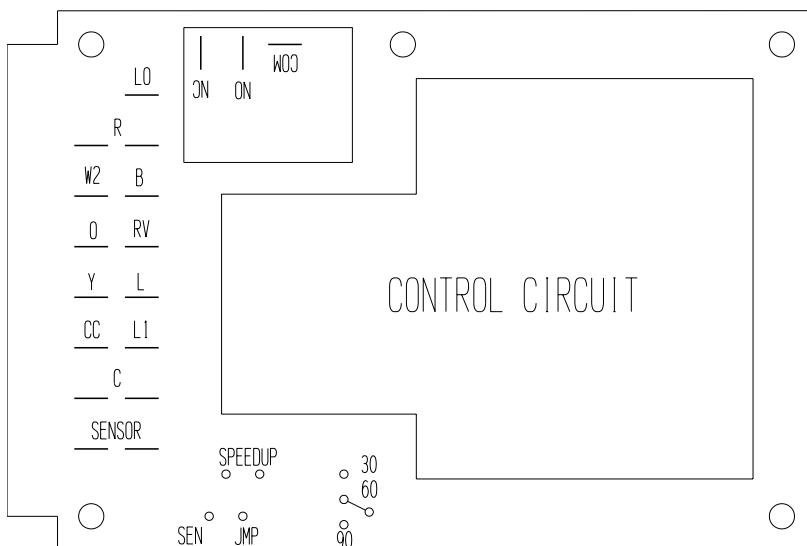 LO
NC NO COM
R
W2 B
O RV
Y L
CONTROL CIRCUIT
CC L1
C
SENSOR
SPEEDUP
30
60
SEN JMP
90